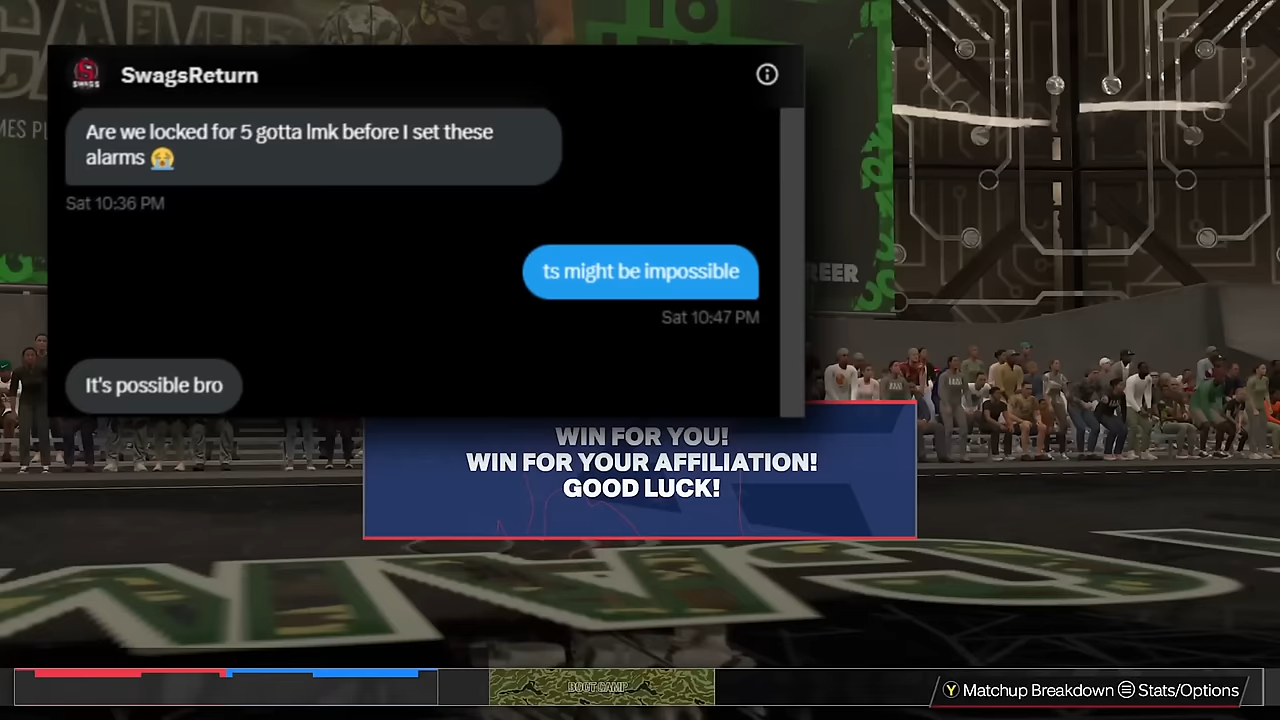 SWAGS
SwagsReturn
Are we locked for 5 gotta lmk before I set these
alarms 😭
Sat 10:36 PM
ts might be impossible
Sat 10:47 PM
It's possible bro
WIN FOR YOU!
WIN FOR YOUR AFFILIATION!
GOOD LUCK!
BOOT CAMP
Y Matchup Breakdown Stats/Options